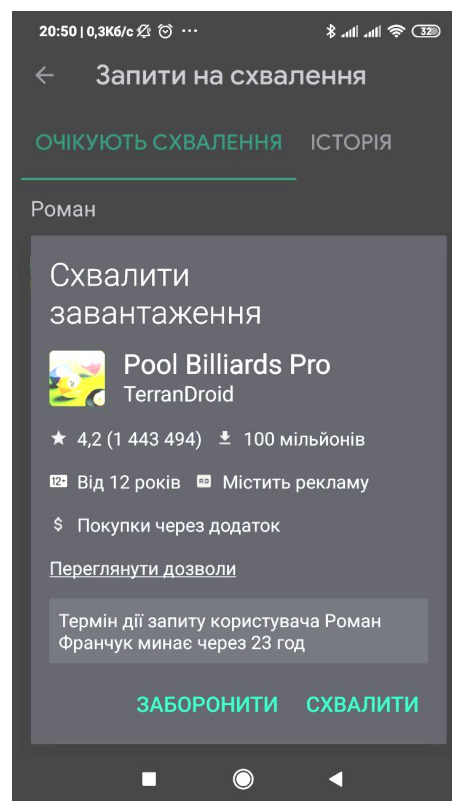 20:50 | 0,3Кб/с ···
32
Запити на схвалення
ОЧІКУЮТЬ СХВАЛЕННЯ ІСТОРІЯ
Роман
Схвалити
завантаження
Pool Billiards Pro
TerranDroid
4,2 (1 443 494) 100 мільйонів
12+ Від 12 років AD Містить рекламу
$ Покупки через додаток
Переглянути дозволи
Термін дії запиту користувача Роман
Франчук минає через 23 год
ЗАБОРОНИТИ СХВАЛИТИ